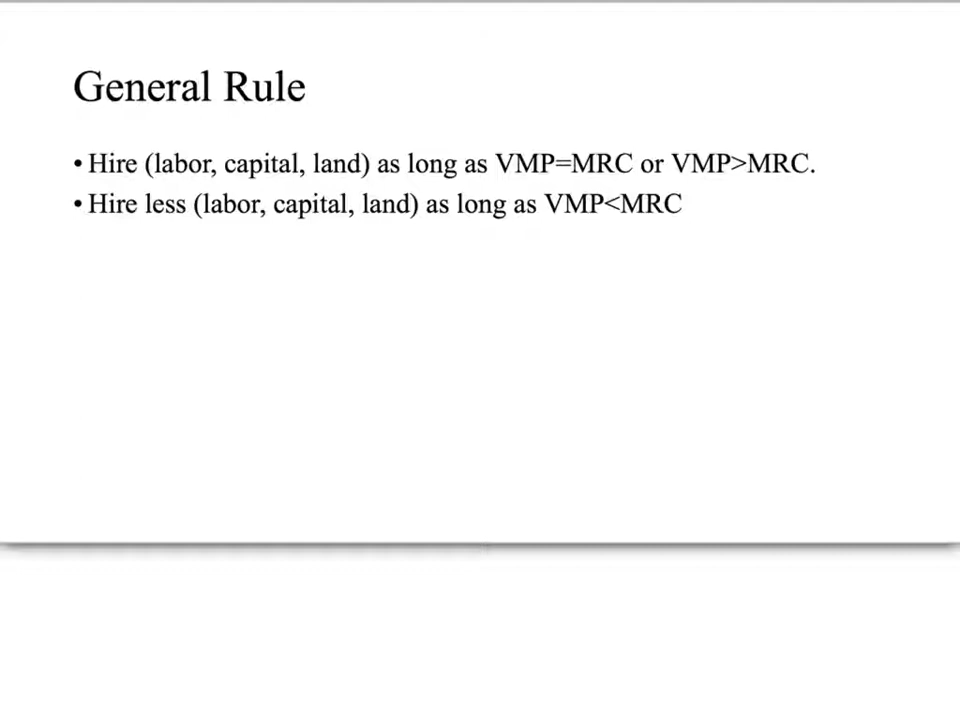 General Rule
• Hire (labor, capital, land) as long as VMP=MRC or VMP>MRC.
• Hire less (labor, capital, land) as long as VMP<MRC